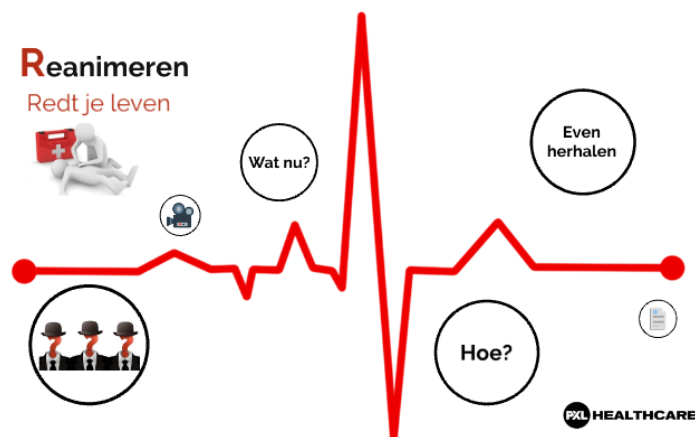 Reanimeren
Redt je leven
Wat nu?
Even
herhalen
Hoe?
PXL HEALTHCARE